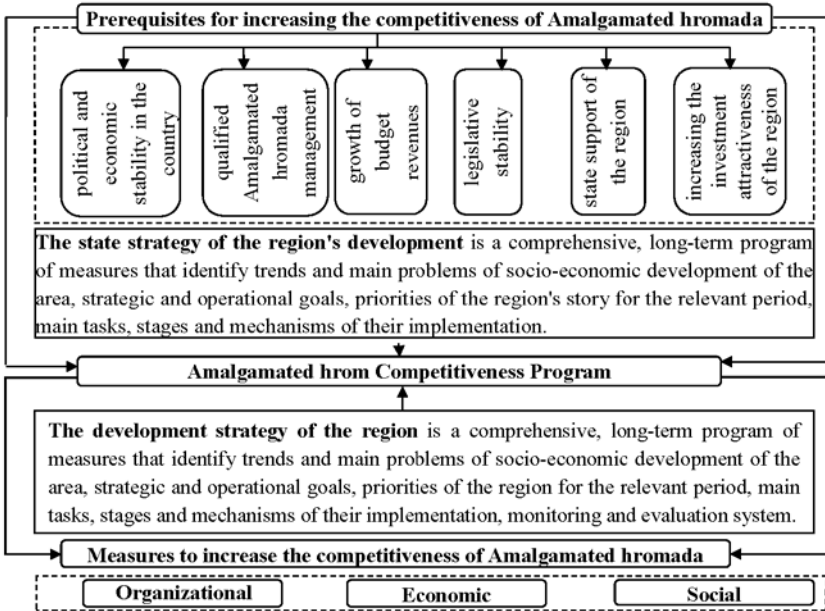 Prerequisites for increasing the competitiveness of Amalgamated hromada
political and
economic
stability in the
country
qualified
Amalgamated
hromada
management
growth of
budget
revenues
legislative
stability
state support of
the region
increasing the
investment
attractiveness
of the region
The state strategy of the region's development is a comprehensive, long-term program
of measures that identify trends and main problems of socio-economic development of the
area, strategic and operational goals, priorities of the region's story for the relevant period,
main tasks, stages and mechanisms of their implementation.
Amalgamated hrom Competitiveness Program
The development strategy of the region is a comprehensive, long-term program of
measures that identify trends and main problems of socio-economic development of the
area, strategic and operational goals, priorities of the region for the relevant period, main
tasks, stages and mechanisms of their implementation, monitoring and evaluation system.
Measures to increase the competitiveness of Amalgamated hromada
Organizational
Economic
Social